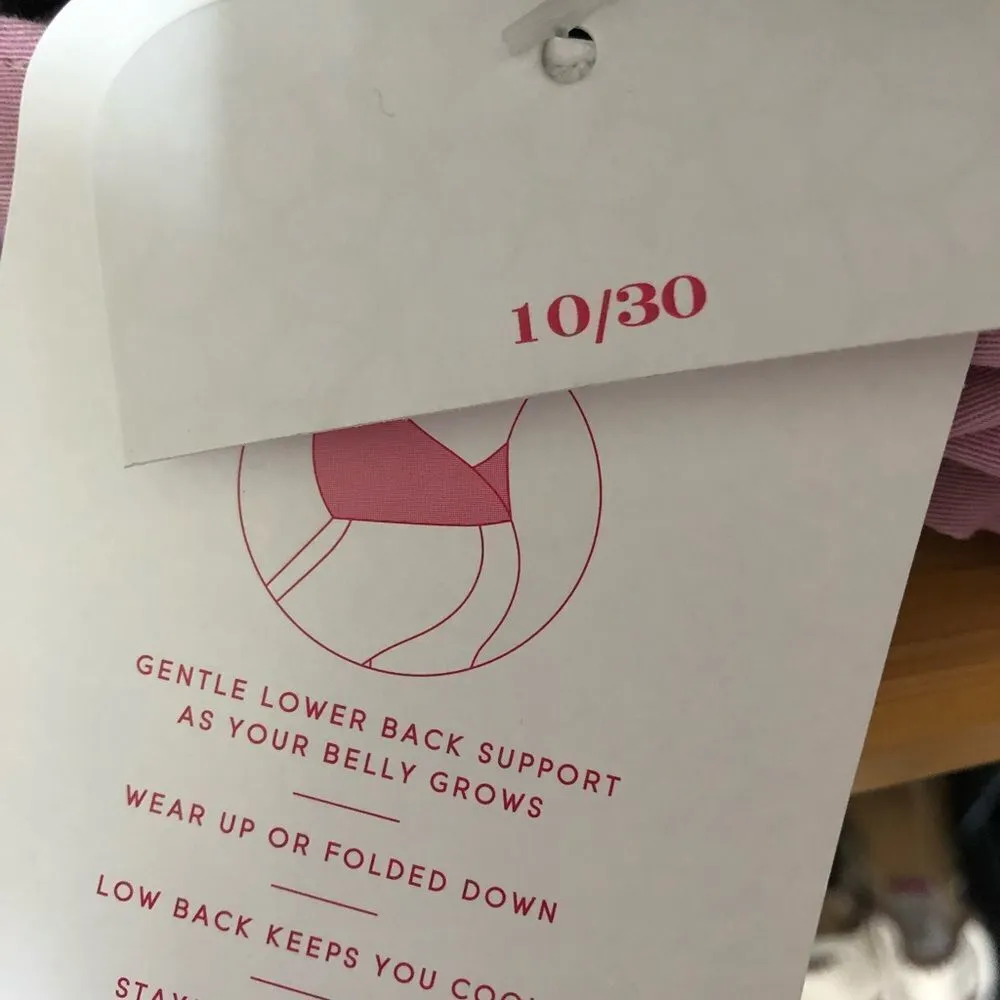 10/30
GENTLE LOWER BACK SUPPORT
AS YOUR BELLY GROWS
WEAR UP OR FOLDED DOWN
LOW BACK KEEPS YOU